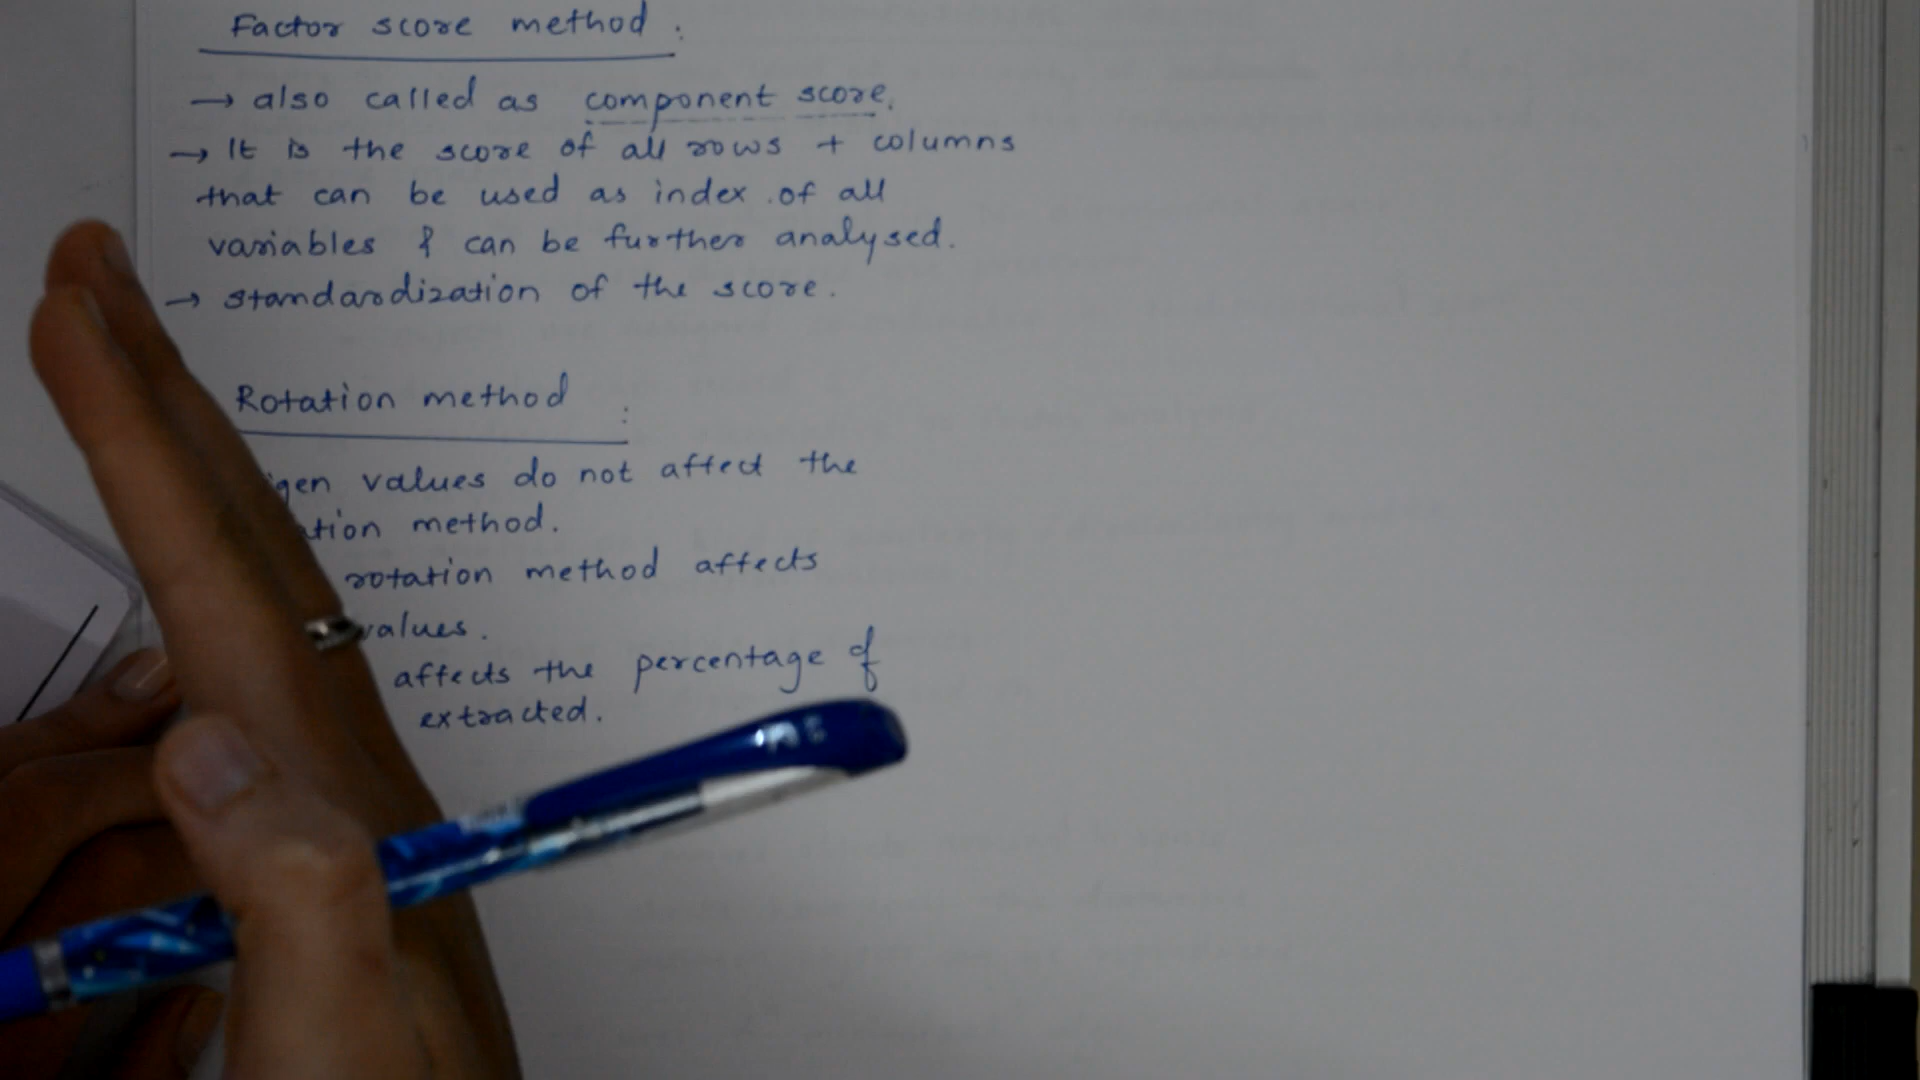 Factor score method :
→ also called as component score.
→ It is the score of all rows + columns
that can be used as index of all
variables & can be further analysed.
→ standardization of the score.
Rotation method :
values do not affect the
method.
rotation method affects
values.
affects the percentage of
extracted.